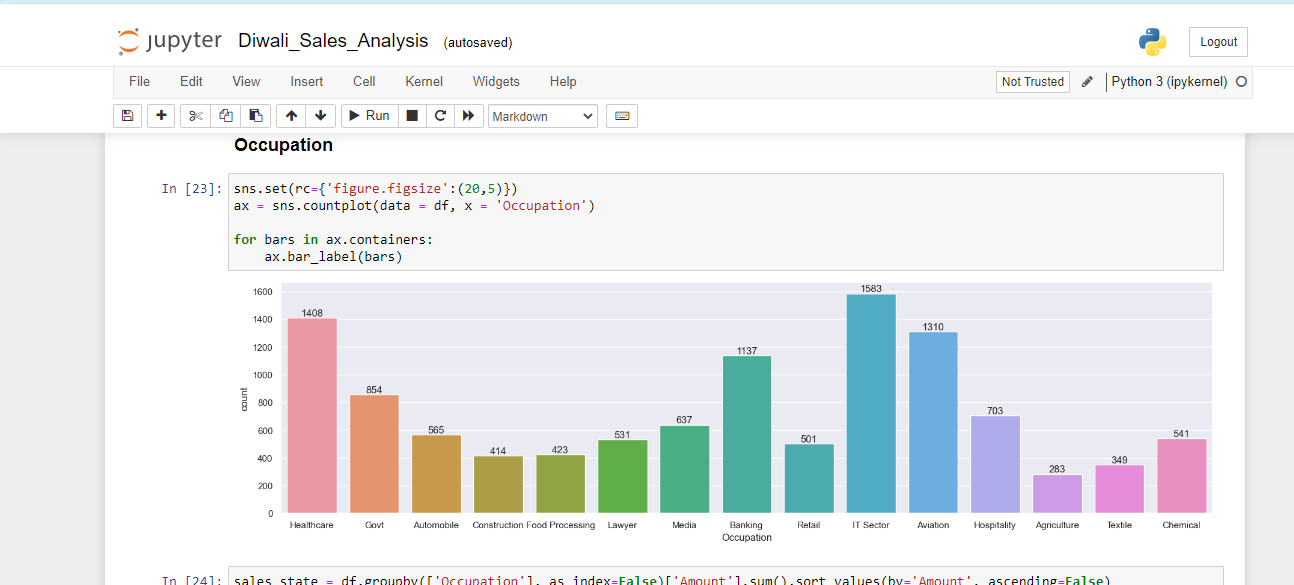 jupyter Diwali_Sales_Analysis (autosaved) Logout
File Edit View Insert Cell Kernel Widgets Help Not Trusted Python 3 (ipykernel)
Run Markdown
Occupation
In [23]: sns.set(rc={'figure.figsize':(20,5)})
ax = sns.countplot(data = df, x = 'Occupation')
for bars in ax.containers:
ax.bar_label(bars)
1600
1400
1200
1000
800
600
400
200
0
count
1408 854 565 414 423 531 637 1137 501 1583 1310 703 283 349 541
Healthcare Govt Automobile Construction Food Processing Lawyer Media Banking Retail IT Sector Aviation Hospitality Agriculture Textile Chemical
Occupation
In [24]: sales_state = df.groupby(['Occupation'], as_index=False)['Amount'].sum().sort_values(by='Amount', ascending=False)